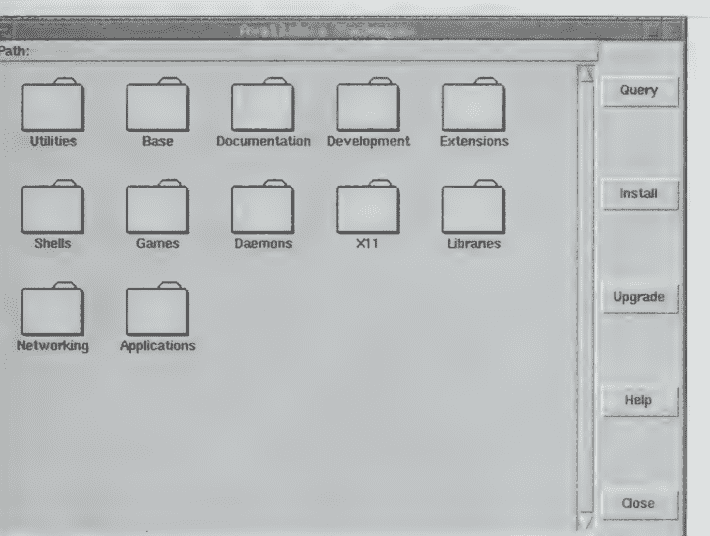 Path:
Query
Utilities Base Documentation Development Extensions
Install
Shells Games Daemons X11 Libraries
Upgrade
Networking Applications
Help
Close